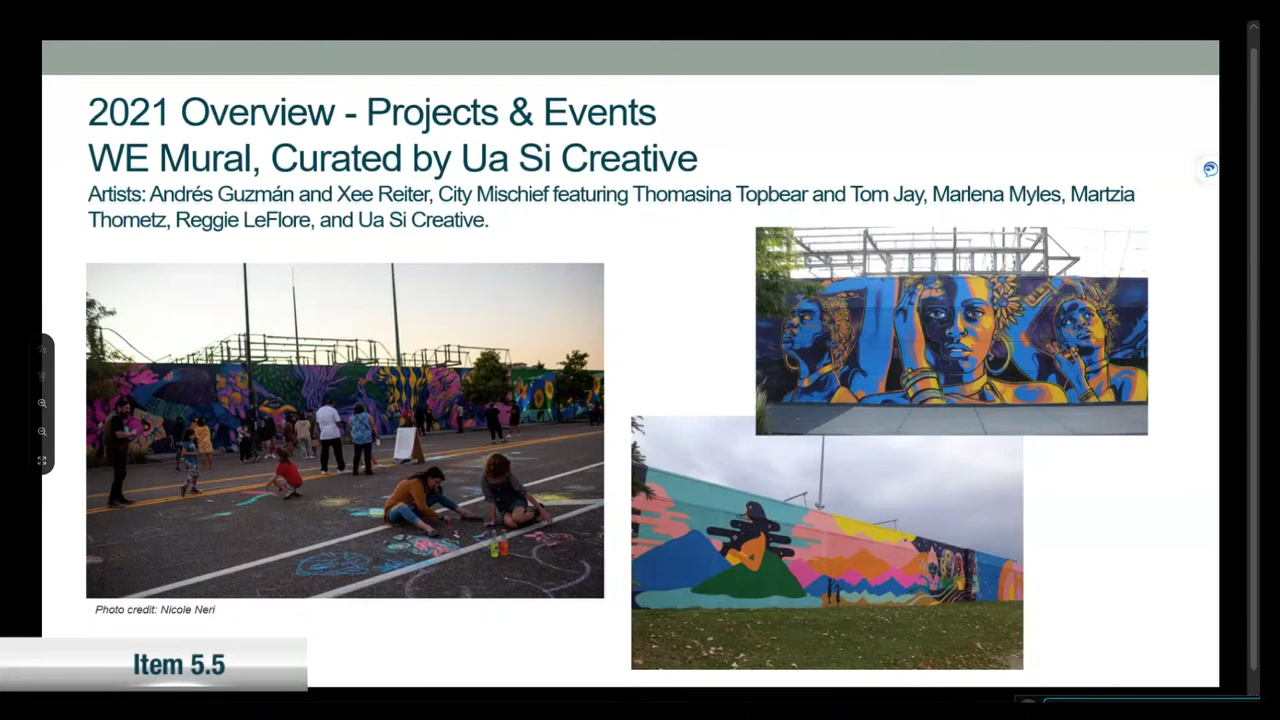 2021 Overview - Projects & Events
WE Mural, Curated by Ua Si Creative
Artists: Andrés Guzmán and Xee Reiter, City Mischief featuring Thomasina Topbear and Tom Jay, Marlena Myles, Martzia
Thometz, Reggie LeFlore, and Ua Si Creative.
Photo credit: Nicole Neri
Item 5.5